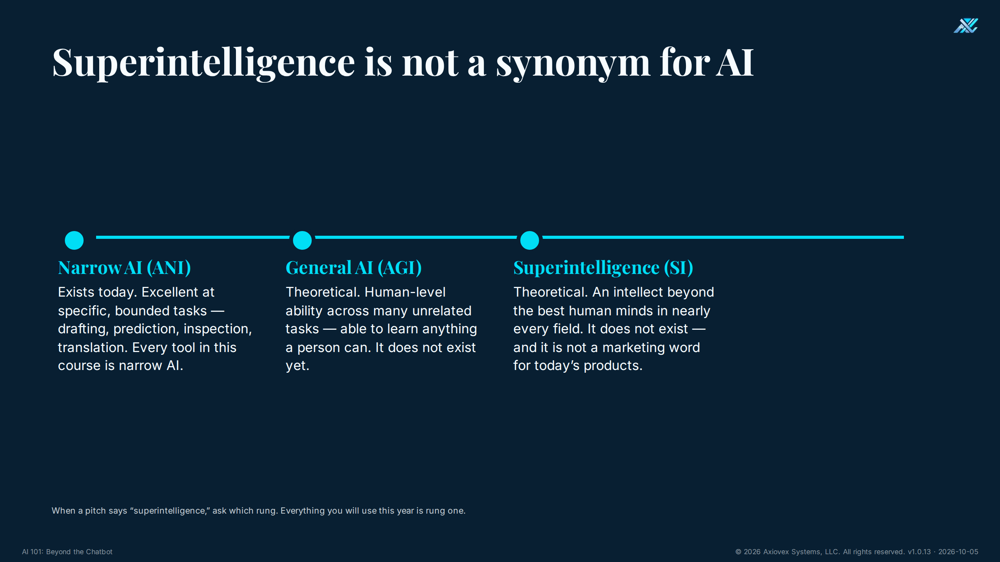 Superintelligence is not a synonym for AI
Narrow AI (ANI)
Exists today. Excellent at
specific, bounded tasks —
drafting, prediction, inspection,
translation. Every tool in this
course is narrow AI.
General AI (AGI)
Theoretical. Human-level
ability across many unrelated
tasks — able to learn anything
a person can. It does not exist
yet.
Superintelligence (SI)
Theoretical. An intellect beyond
the best human minds in nearly
every field. It does not exist —
and it is not a marketing word
for today’s products.
When a pitch says “superintelligence,” ask which rung. Everything you will use this year is rung one.
AI 101: Beyond the Chatbot
© 2026 Axiovex Systems, LLC. All rights reserved. v1.0.13 · 2026-10-05